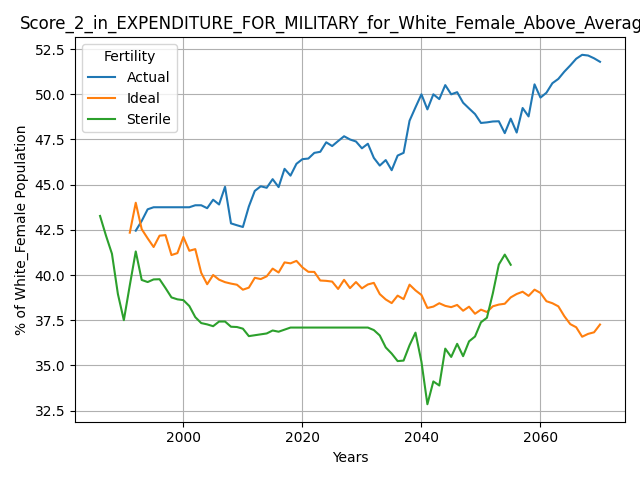 Score_2_in_EXPENDITURE_FOR_MILITARY_for_White_Female_Above_Averag
Fertility
Actual
Ideal
Sterile
52.5
50.0
47.5
45.0
42.5
40.0
37.5
35.0
32.5
% of White_Female Population
2000
2020
2040
2060
Years